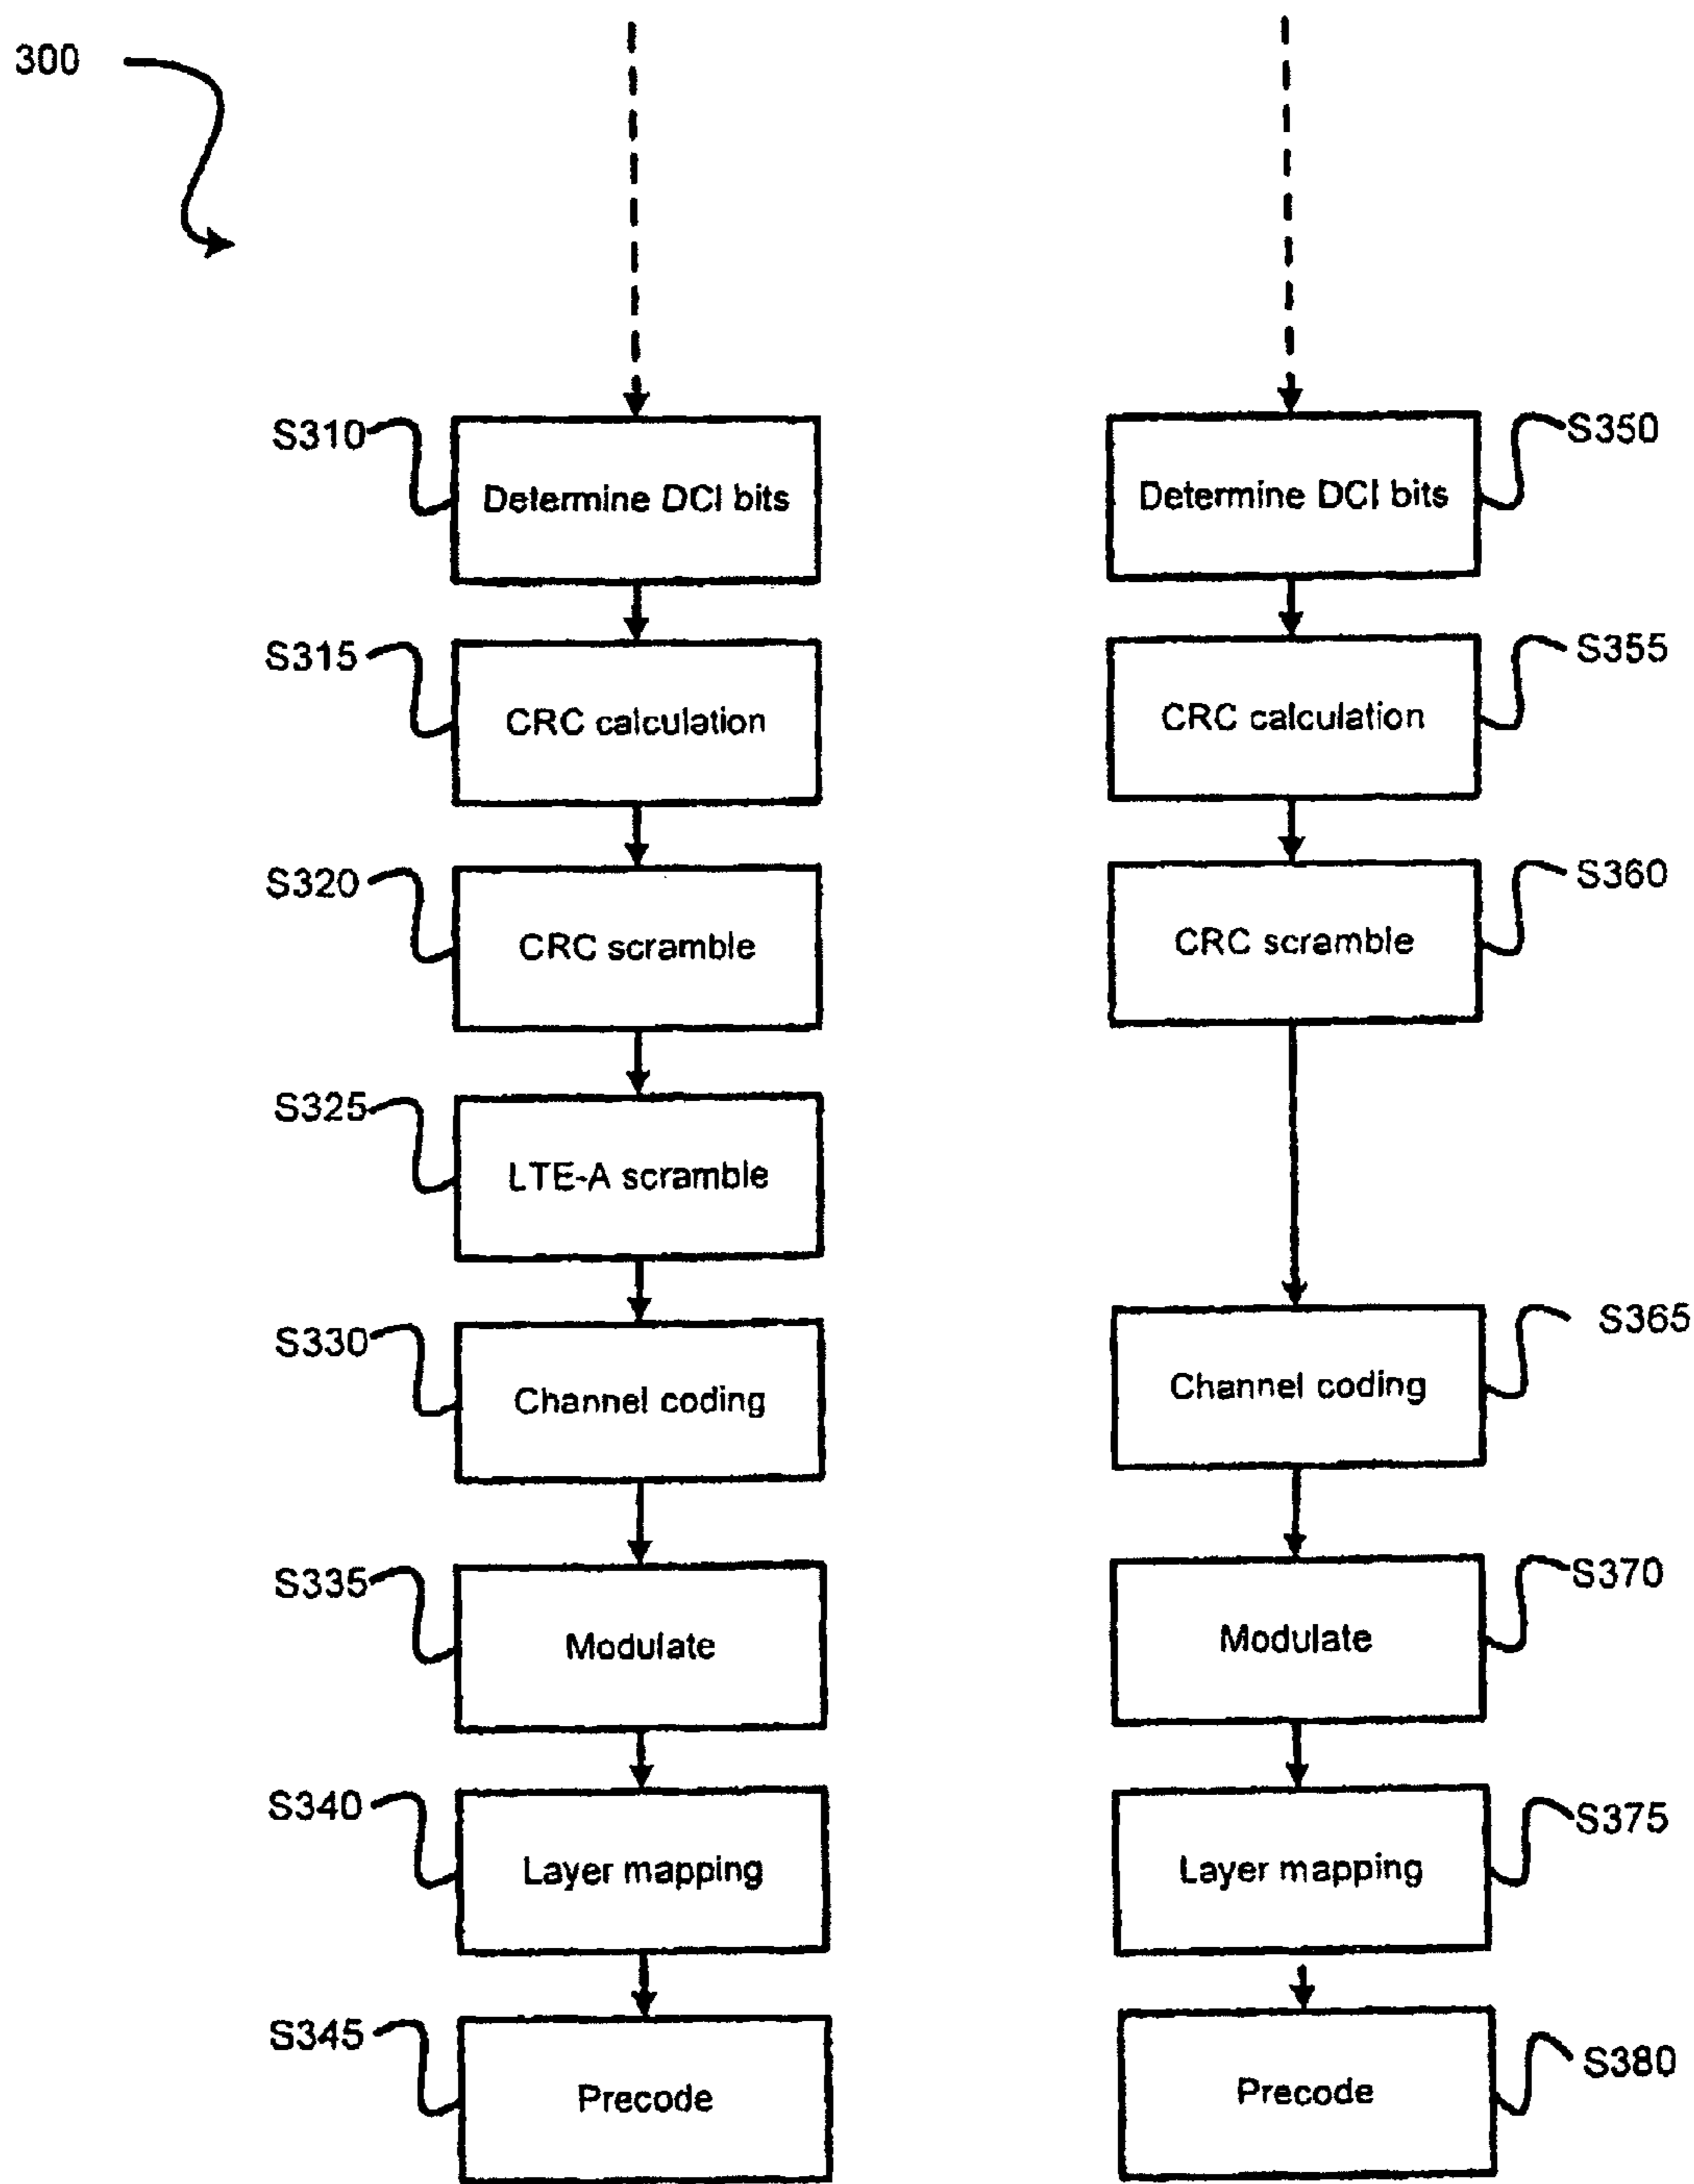 300
S310
Determine DCI bits
S315
CRC calculation
S320
CRC scramble
S325
LTE-A scramble
S330
Channel coding
S335
Modulate
S340
Layer mapping
S345
Precode
S350
Determine DCI bits
S355
CRC calculation
S360
CRC scramble
S365
Channel coding
S370
Modulate
S375
Layer mapping
S380
Precode